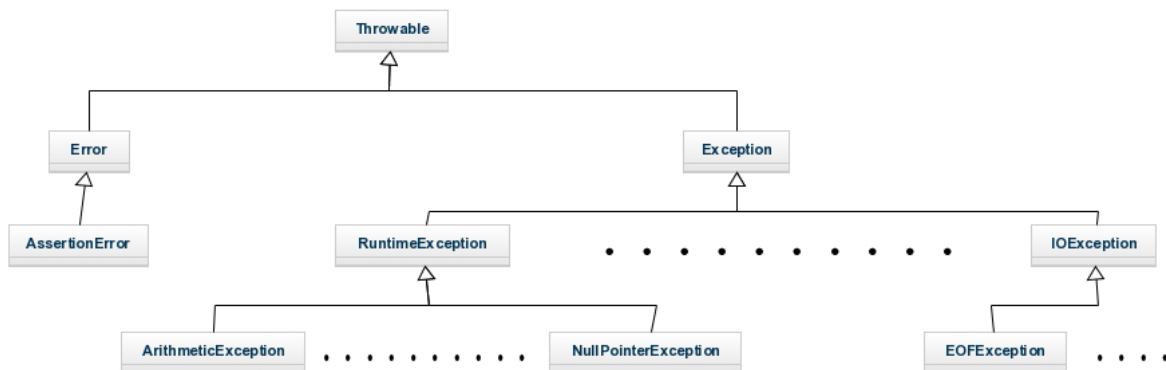 Throwable
Error
Exception
AssertionError
RuntimeException
IOException
ArithmeticException
NullPointerException
EOFException